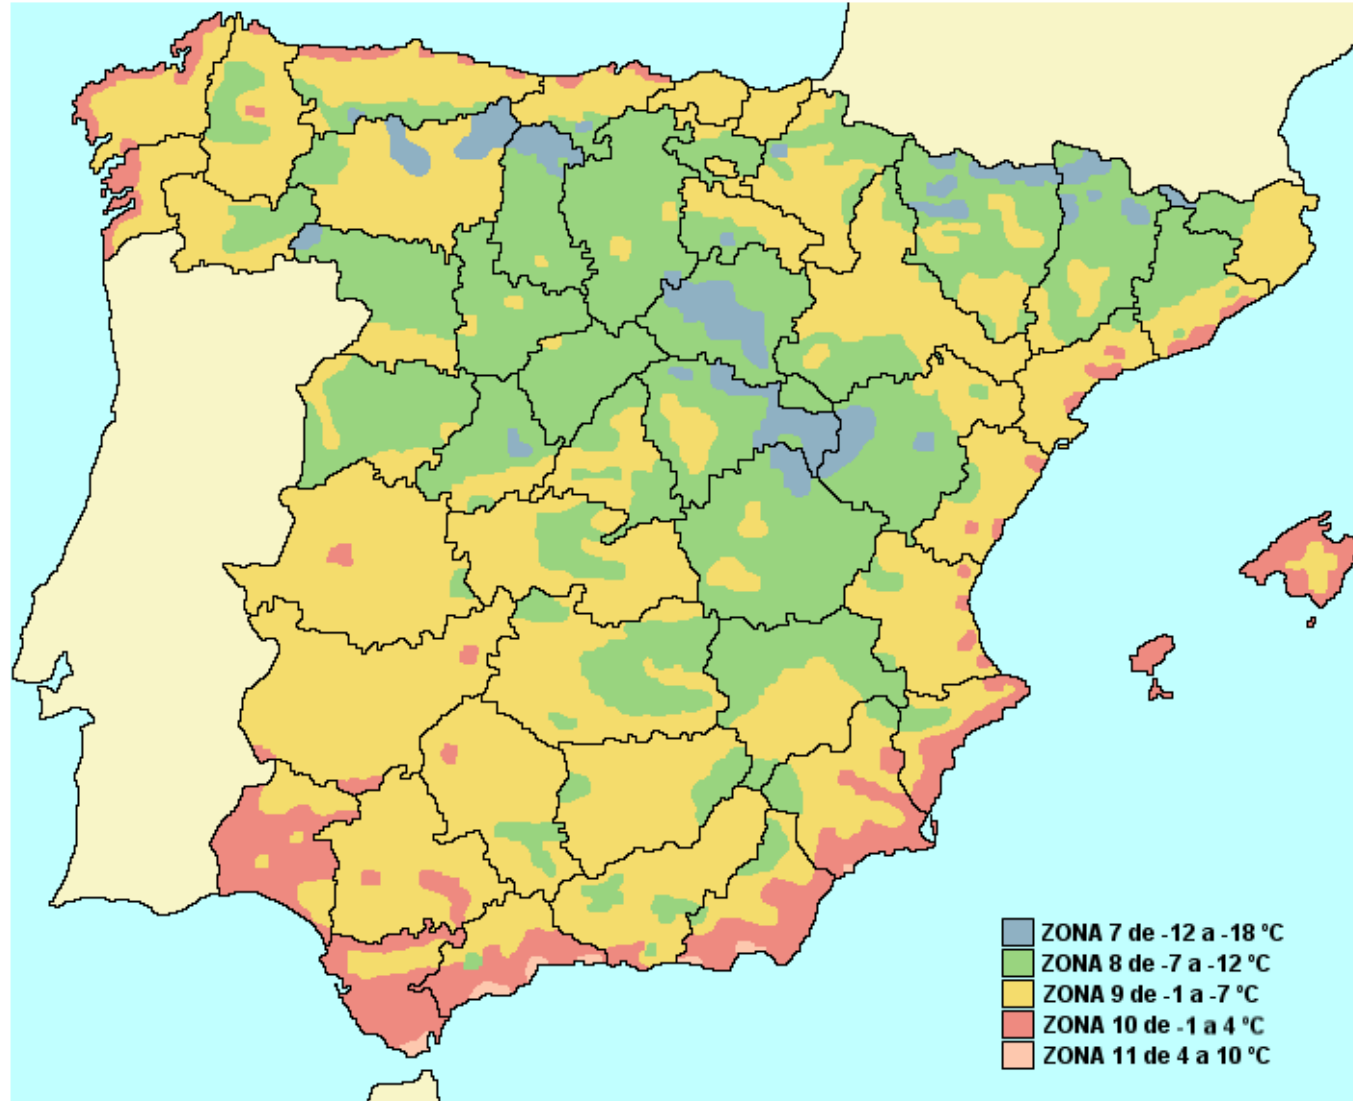 ZONA 7 de -12 a -18 ºC
ZONA 8 de -7 a -12 ºC
ZONA 9 de -1 a -7 ºC
ZONA 10 de -1 a 4 ºC
ZONA 11 de 4 a 10 ºC